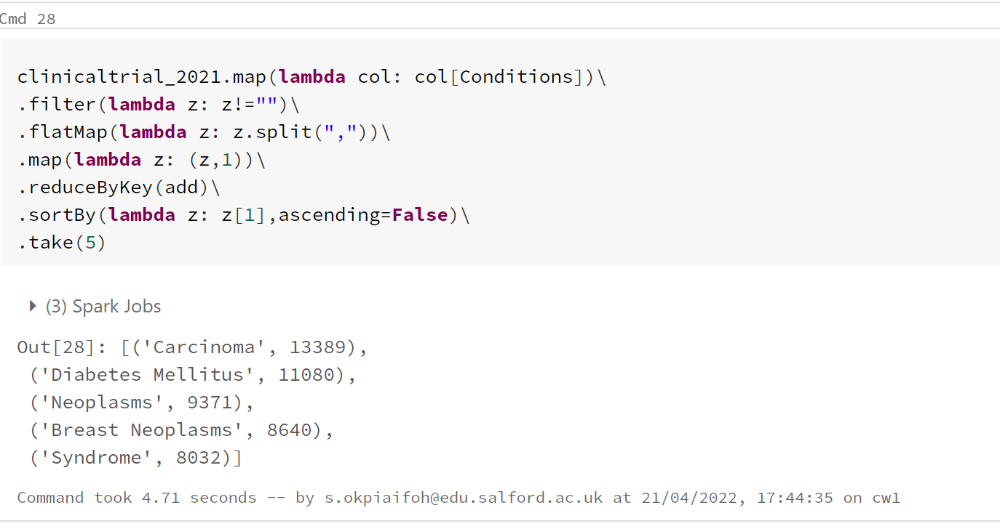 Cmd 28
clinicaltrial_2021.map(lambda col: col[Conditions])\
.filter(lambda z: z!="")\
.flatMap(lambda z: z.split(","))\
.map(lambda z: (z,1))\
.reduceByKey(add)\
.sortBy(lambda z: z[1],ascending=False)\
.take(5)
(3) Spark Jobs
Out[28]: [('Carcinoma', 13389),
('Diabetes Mellitus', 11080),
('Neoplasms', 9371),
('Breast Neoplasms', 8640),
('Syndrome', 8032)]
Command took 4.71 seconds -- by s.okpiaifoh@edu.salford.ac.uk at 21/04/2022, 17:44:35 on cw1